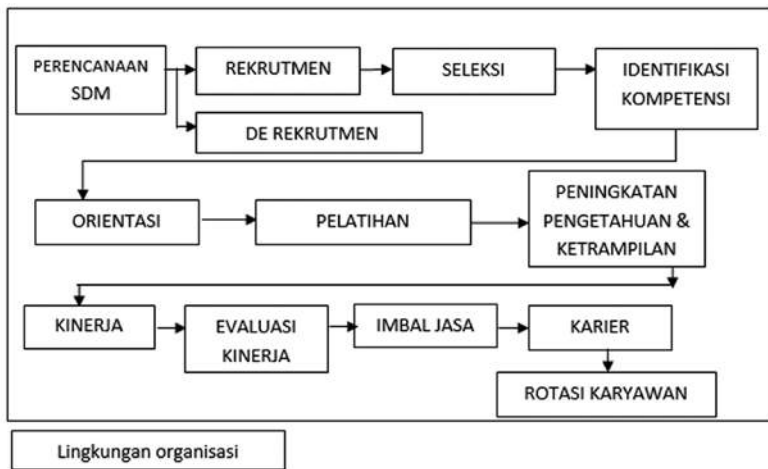 PERENCANAAN
SDM
REKRUTMEN
SELEKSI
IDENTIFIKASI
KOMPETENSI
DE REKRUTMEN
ORIENTASI
PELATIHAN
PENINGKATAN
PENGETAHUAN &
KETRAMPILAN
KINERJA
EVALUASI
KINERJA
IMBAL JASA
KARIER
ROTASI KARYAWAN
Lingkungan organisasi